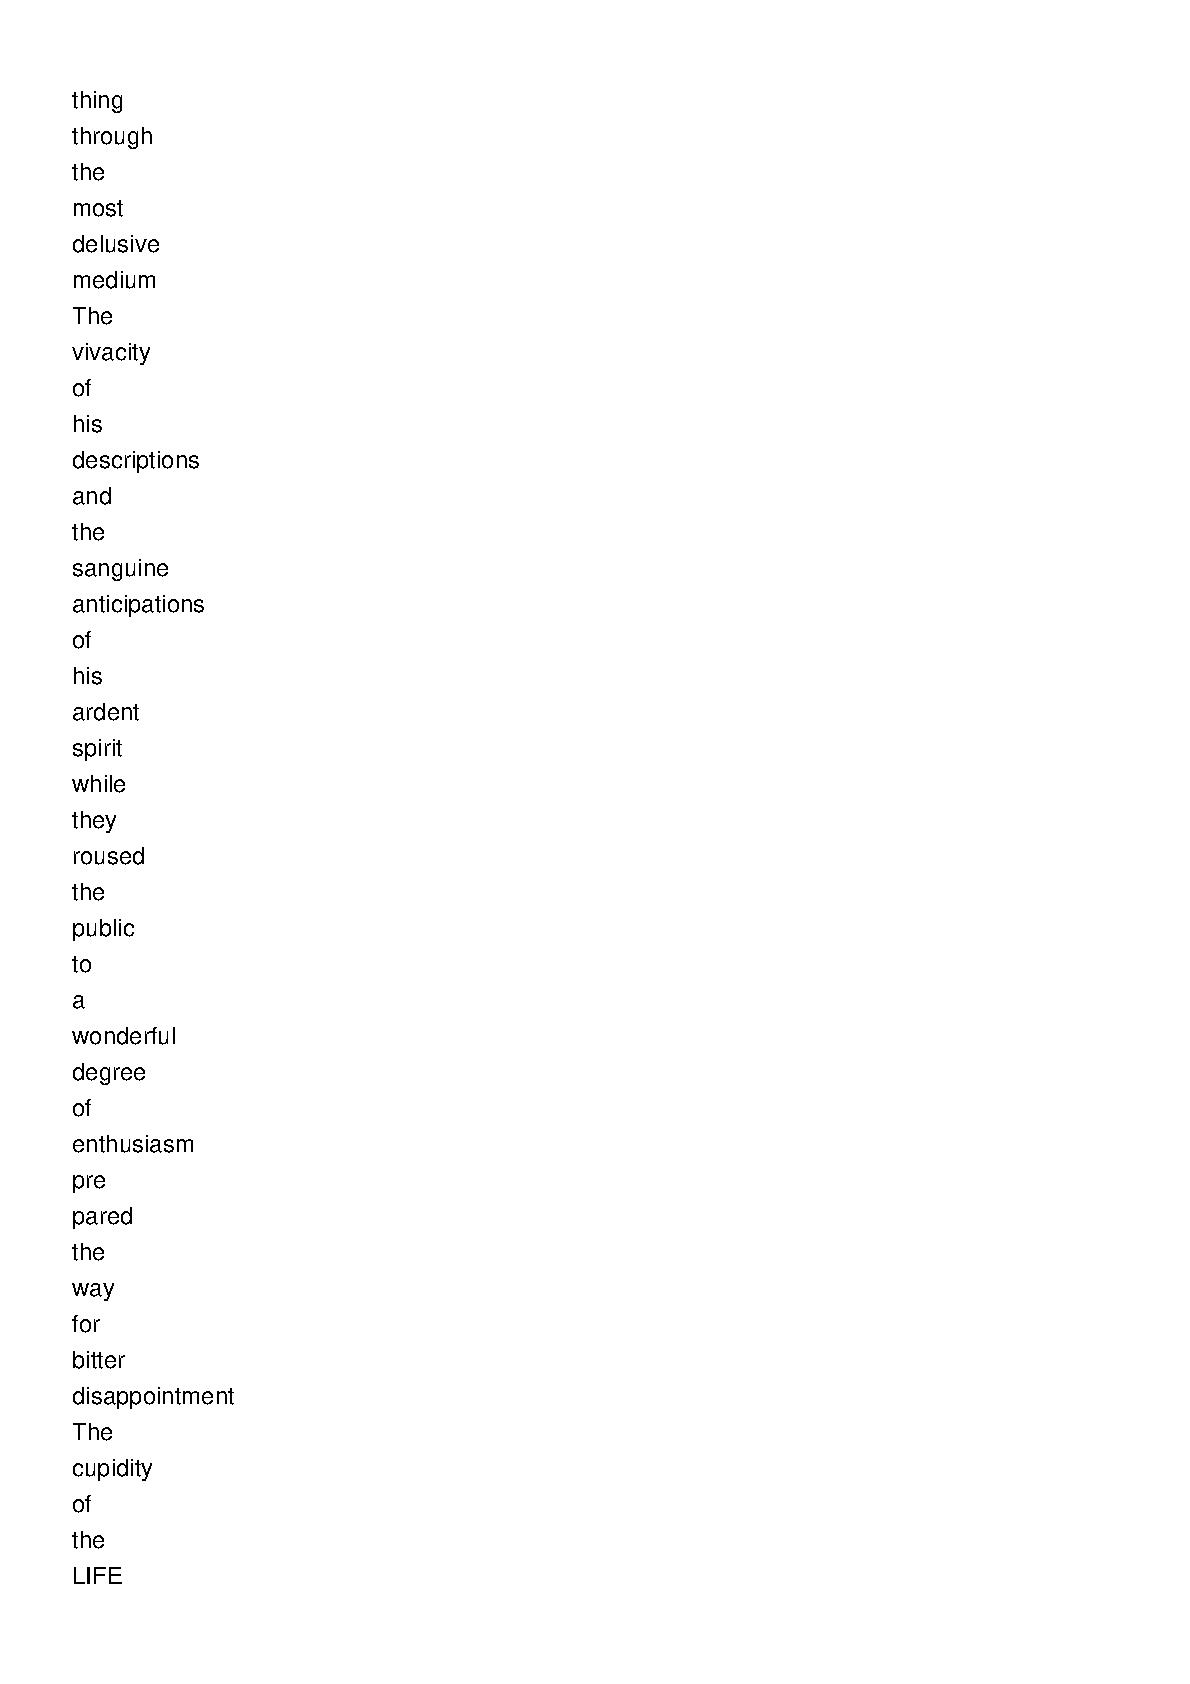 thing
through
the
most
delusive
medium
The
vivacity
of
his
descriptions
and
the
sanguine
anticipations
of
his
ardent
spirit
while
they
roused
the
public
to
a
wonderful
degree
of
enthusiasm
pre
pared
the
way
for
bitter
disappointment
The
cupidity
of
the
LIFE